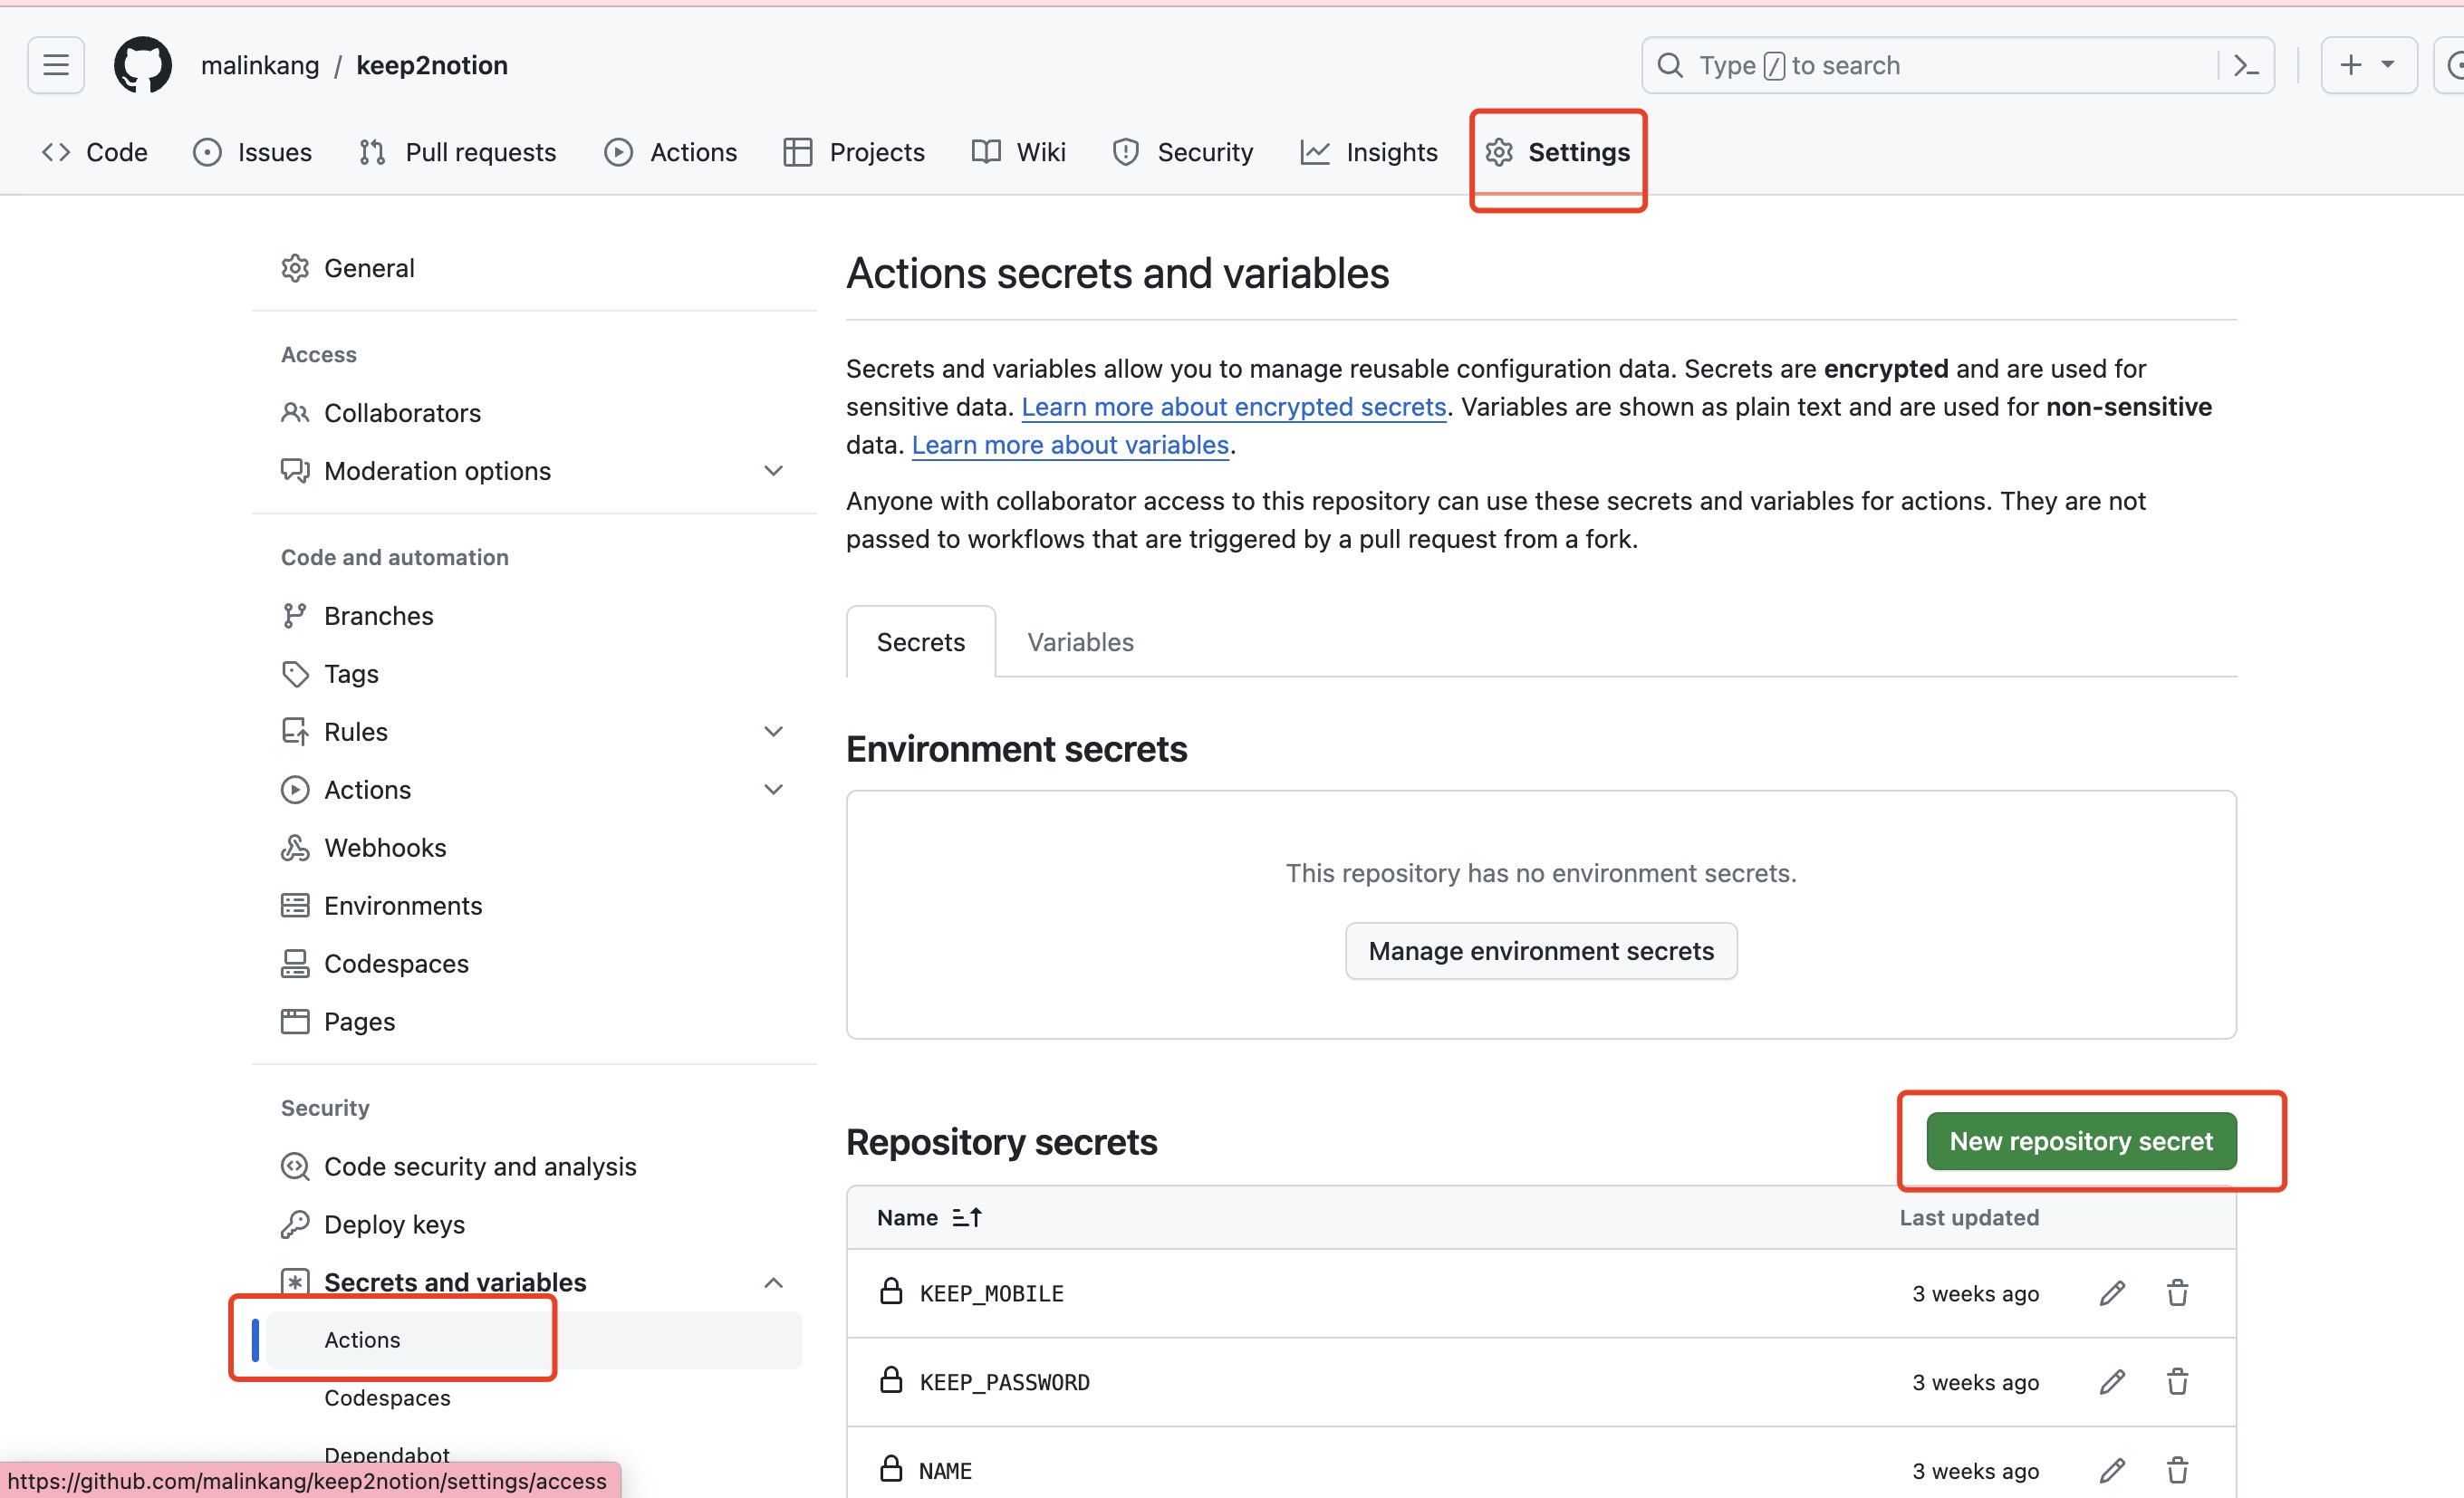 malinkang / keep2notion
Type / to search
Code Issues Pull requests Actions Projects Wiki Security Insights Settings
General
Access
Collaborators
Moderation options
Code and automation
Branches
Tags
Rules
Actions
Webhooks
Environments
Codespaces
Pages
Security
Code security and analysis
Deploy keys
Secrets and variables
Actions
Codespaces
Dependabot
https://github.com/malinkang/keep2notion/settings/access
Actions secrets and variables
Secrets and variables allow you to manage reusable configuration data. Secrets are encrypted and are used for
sensitive data. Learn more about encrypted secrets. Variables are shown as plain text and are used for non-sensitive
data. Learn more about variables.
Anyone with collaborator access to this repository can use these secrets and variables for actions. They are not
passed to workflows that are triggered by a pull request from a fork.
Secrets Variables
Environment secrets
This repository has no environment secrets.
Manage environment secrets
Repository secrets
New repository secret
Name Last updated
KEEP_MOBILE 3 weeks ago
KEEP_PASSWORD 3 weeks ago
NAME 3 weeks ago